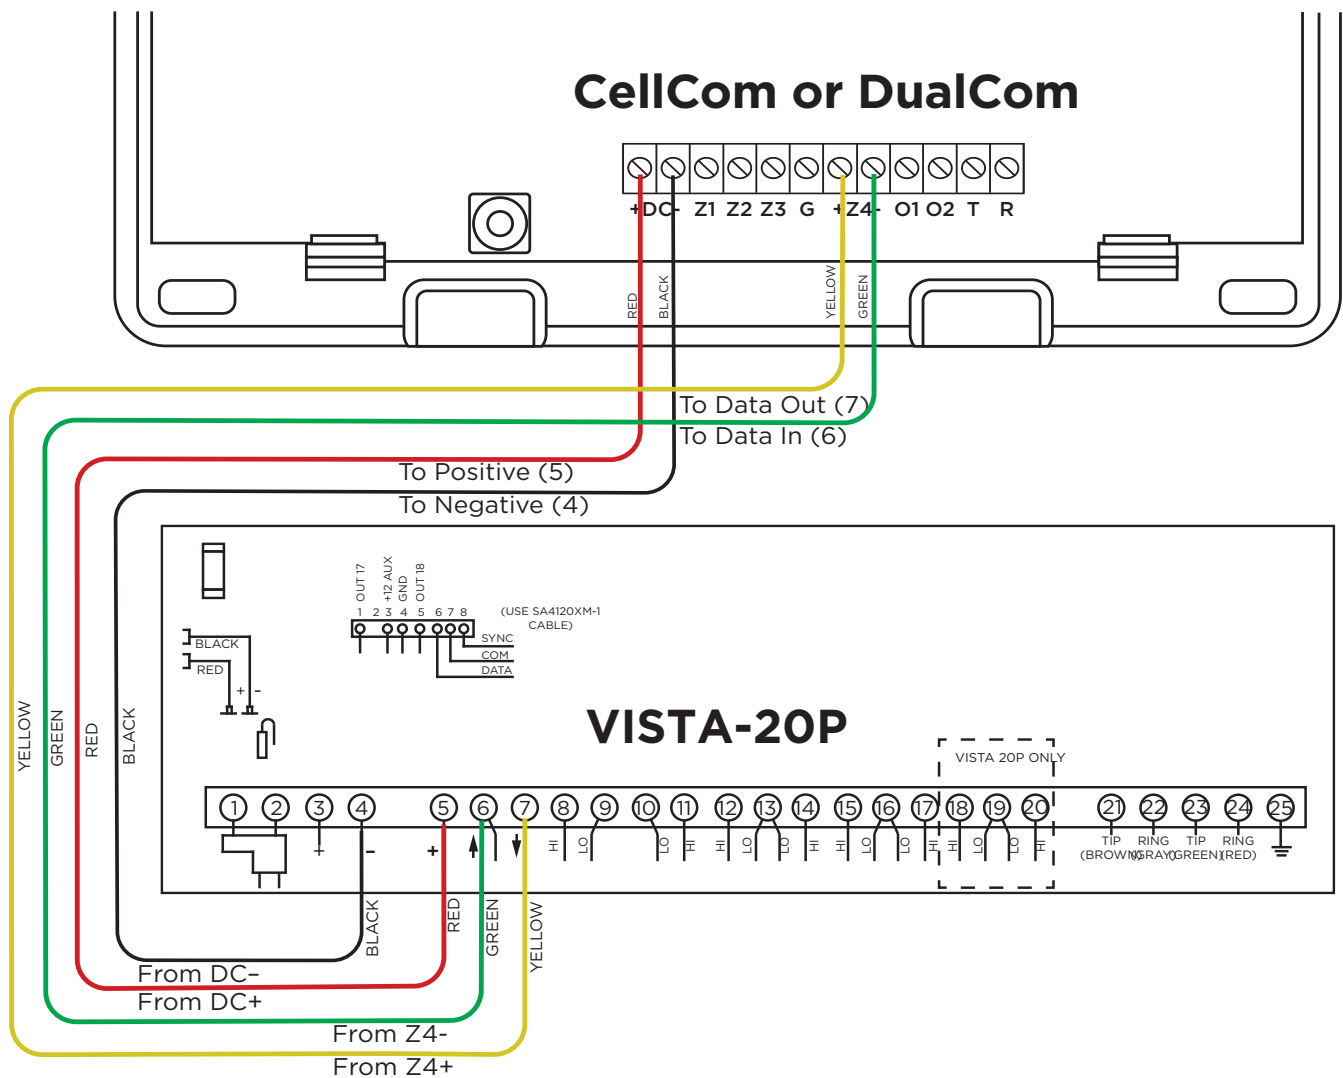 CellCom or DualCom
+DC- Z1 Z2 Z3 G +Z4- O1 O2 T R
RED
BLACK
YELLOW
GREEN
To Data Out (7)
To Data In (6)
To Positive (5)
To Negative (4)
OUT 17
+12 AUX
GND
OUT 18
1 2 3 4 5 6 7 8
(USE SA4120XM-1
CABLE)
SYNC
COM
DATA
BLACK
RED
+ -
YELLOW
GREEN
RED
BLACK
VISTA-20P
VISTA 20P ONLY
1 2 3 4 5 6 7 8 9 10 11 12 13 14 15 16 17 18 19 20 21 22 23 24 25
+ - +
HI LO LO HI HI LO LO HI HI LO LO HI HI LO LO HI
TIP
(BROWN)
RING
(GRAY)
TIP
(GREEN)
RING
(RED)
BLACK
RED
GREEN
YELLOW
From DC–
From DC+
From Z4-
From Z4+